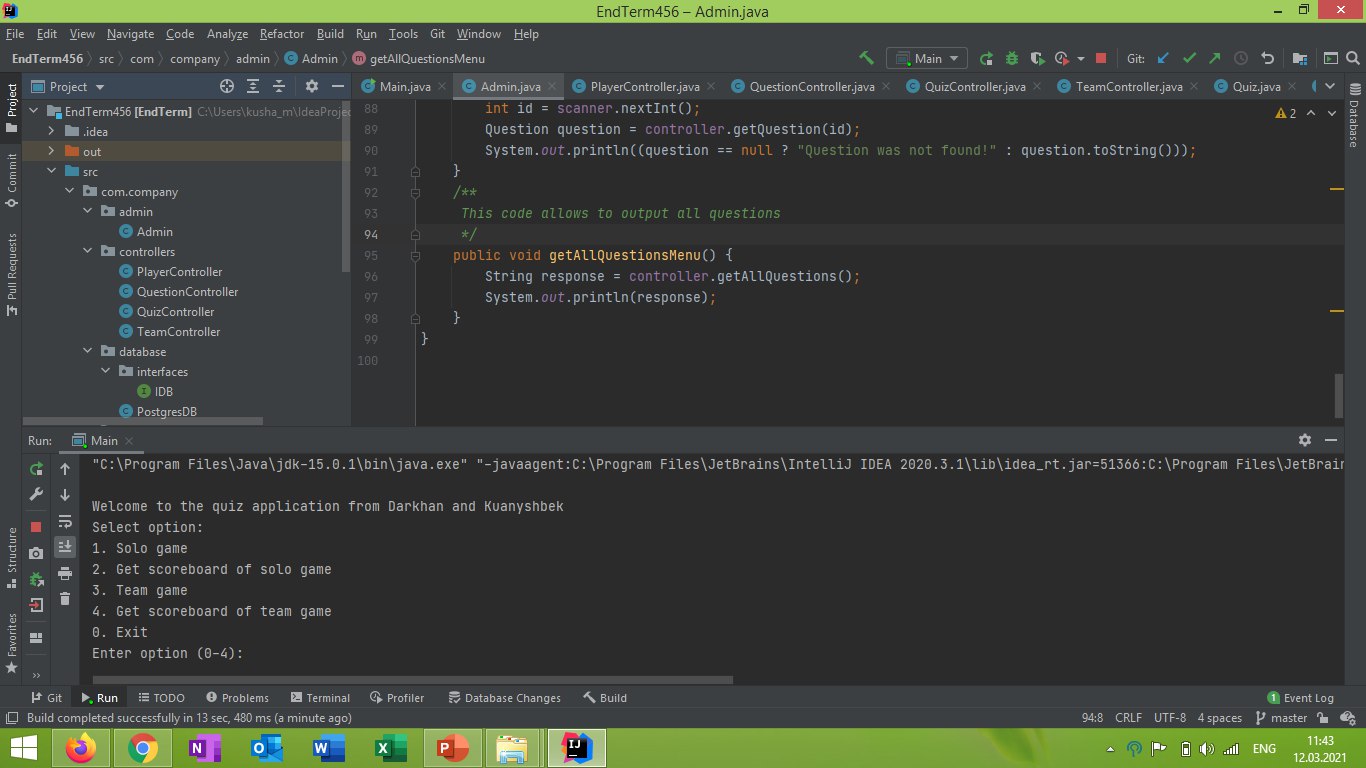 EndTerm456 – Admin.java
File Edit View Navigate Code Analyze Refactor Build Run Tools Git Window Help
EndTerm456 src com company admin Admin getAllQuestionsMenu Main Git:
Project
Main.java Admin.java PlayerController.java QuestionController.java QuizController.java TeamController.java Quiz.java
EndTerm456 [EndTerm] C:\Users\kusha_m\IdeaProjec
.idea
out
src
com.company
admin
Admin
controllers
PlayerController
QuestionController
QuizController
TeamController
database
interfaces
IDB
PostgresDB
88 int id = scanner.nextInt();
89 Question question = controller.getQuestion(id);
90 System.out.println((question == null ? "Question was not found!" : question.toString()));
91 }
92 /**
93 This code allows to output all questions
94 */
95 public void getAllQuestionsMenu() {
96 String response = controller.getAllQuestions();
97 System.out.println(response);
98 }
99 }
100
2
Project
Commit
Pull Requests
Structure
Favorites
Database
Run: Main
"C:\Program Files\Java\jdk-15.0.1\bin\java.exe" "-javaagent:C:\Program Files\JetBrains\IntelliJ IDEA 2020.3.1\lib\idea_rt.jar=51366:C:\Program Files\JetBrain
Welcome to the quiz application from Darkhan and Kuanyshbek
Select option:
1. Solo game
2. Get scoreboard of solo game
3. Team game
4. Get scoreboard of team game
0. Exit
Enter option (0-4):
Git Run TODO Problems Terminal Profiler Database Changes Build 1 Event Log
Build completed successfully in 13 sec, 480 ms (a minute ago) 94:8 CRLF UTF-8 4 spaces master
ENG
11:43
12.03.2021